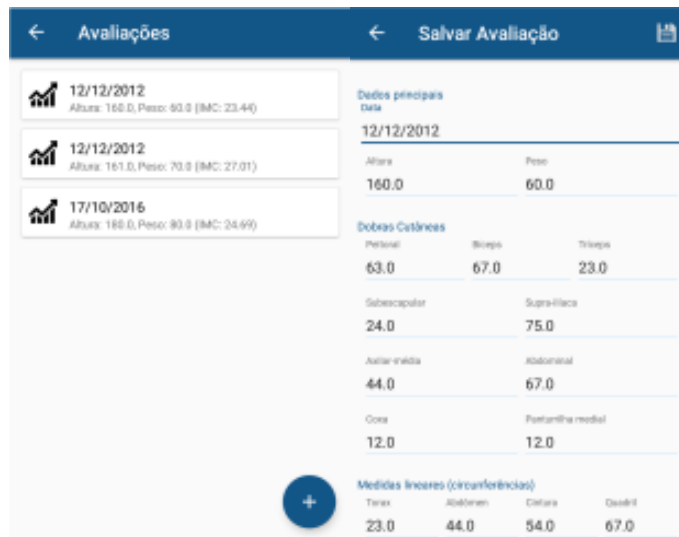 Avaliações
12/12/2012
Altura: 160.0, Peso: 60.0 (IMC: 23.44)
12/12/2012
Altura: 161.0, Peso: 70.0 (IMC: 27.01)
17/10/2016
Altura: 180.0, Peso: 80.0 (IMC: 24.69)
+
Salvar Avaliação
Dados principais
Data
12/12/2012
Altura Peso
160.0 60.0
Dobras Cutâneas
Peitoral Bíceps Tríceps
63.0 67.0 23.0
Subescapular Supra-ilíaca
24.0 75.0
Axilar-média Abdominal
44.0 67.0
Coxa Panturrilha medial
12.0 12.0
Medidas lineares (circunferências)
Torax Abdômen Cintura Quadril
23.0 44.0 54.0 67.0